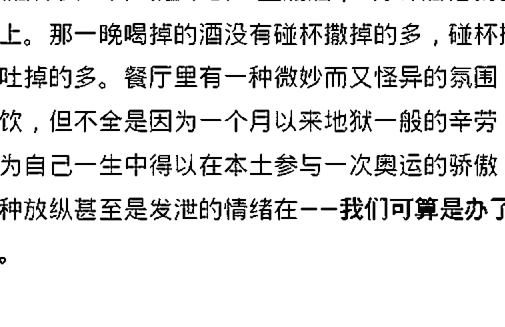 上。那一晚喝掉的酒没有碰杯撒掉的多，碰杯
吐掉的多。餐厅里有一种微妙而又怪异的氛围
饮，但不全是因为一个月以来地狱一般的辛劳
为自己一生中得以在本土参与一次奥运的骄傲
种放纵甚至是发泄的情绪在——我们可算是办了
。